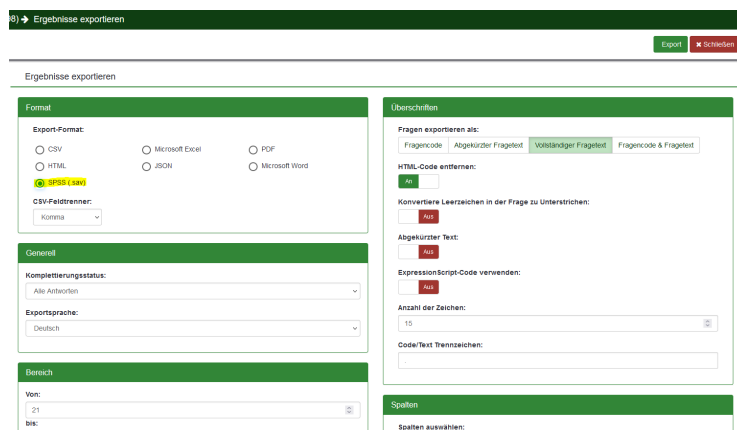 8) → Ergebnisse exportieren
Export
✖ Schließen
Ergebnisse exportieren
Format
Export-Format:
CSV
Microsoft Excel
PDF
HTML
JSON
Microsoft Word
SPSS (.sav)
CSV-Feldtrenner:
Komma
Generell
Komplettierungsstatus:
Alle Antworten
Exportsprache:
Deutsch
Bereich
Von:
21
bis:
Überschriften
Fragen exportieren als:
Fragencode
Abgekürzter Fragetext
Vollständiger Fragetext
Fragencode & Fragetext
HTML-Code entfernen:
An
Konvertiere Leerzeichen in der Frage zu Unterstrichen:
Aus
Abgekürzter Text:
Aus
ExpressionScript-Code verwenden:
Aus
Anzahl der Zeichen:
15
Code/Text Trennzeichen:
.
Spalten
Spalten auswählen: